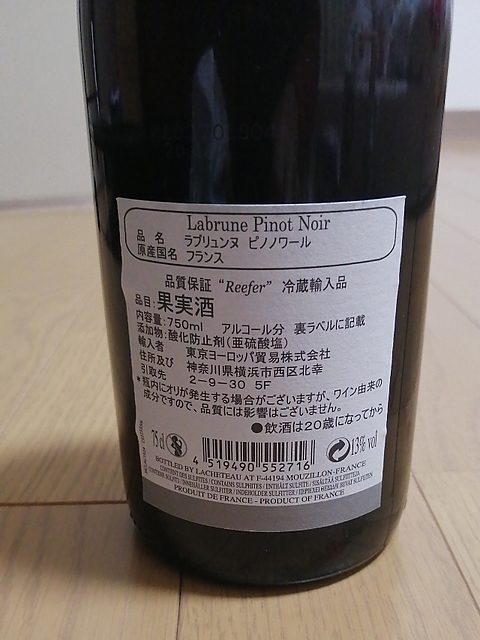 Labrune Pinot Noir
品 名 ラブリュンヌ ピノノワール
原産国名 フランス
品質保証 “Reefer” 冷蔵輸入品
品目:果実酒
内容量:750ml アルコール分 裏ラベルに記載
添加物:酸化防止剤(亜硫酸塩)
輸入者 東京ヨーロッパ貿易株式会社
住所及び 神奈川県横浜市西区北幸
引取先 2-9-30 5F
*瓶内にオリが発生する場合がございますが、ワイン由来の
成分ですので、品質には影響はございません。
●飲酒は20歳になってから
75cl 13% vol
4 519490 552716
BOTTLED BY LACHETEAU AT F-44194 MOUZILLON-FRANCE
CONTIENT DES SULFITES / CONTAINS SULPHITES / ENTHÄLT SULFITE / SISÄLTÄÄ SULFIITTEJA
PRODUIT DE FRANCE - PRODUCT OF FRANCE